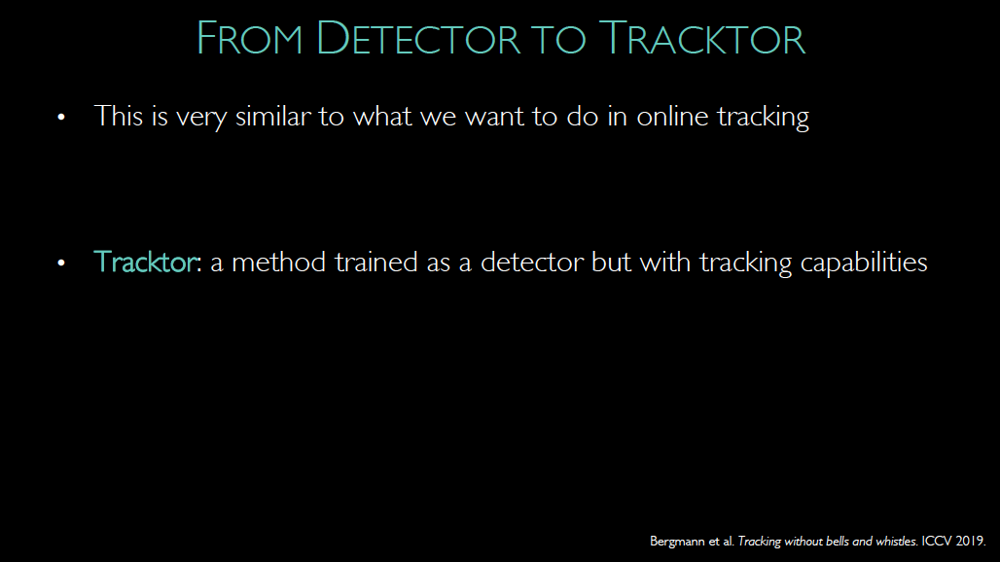 FROM DETECTOR TO TRACKTOR
• This is very similar to what we want to do in online tracking
• Tracktor: a method trained as a detector but with tracking capabilities
Bergmann et al. Tracking without bells and whistles. ICCV 2019.